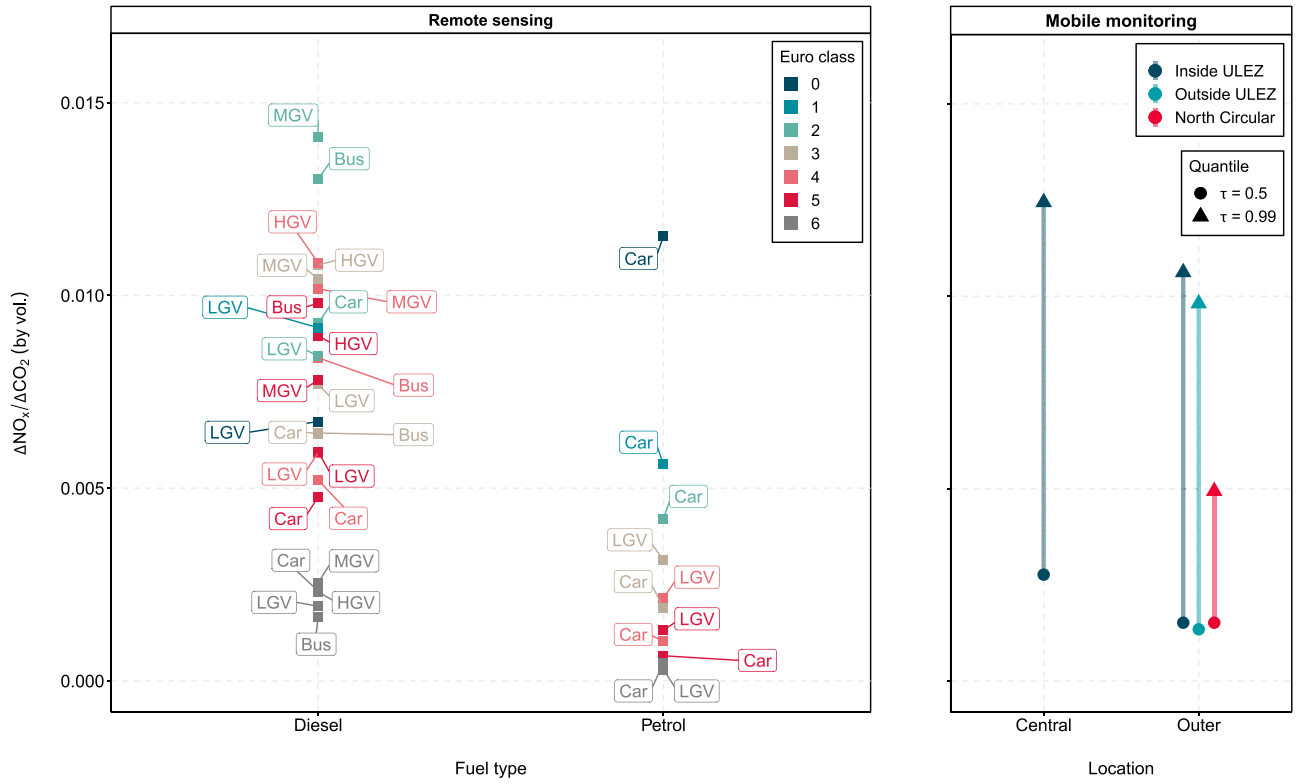 Remote sensing
Mobile monitoring
ΔNOx/ΔCO2 (by vol.)
0.015
0.010
0.005
0.000
Euro class
0
1
2
3
4
5
6
MGV
Bus
HGV
MGV
HGV
LGV
Bus
Car
MGV
LGV
HGV
Bus
MGV
LGV
LGV
Car
Bus
LGV
LGV
Car
Car
Car
MGV
LGV
HGV
Bus
Car
Car
Car
LGV
Car
LGV
LGV
Car
Car
Car
LGV
Diesel
Petrol
Fuel type
Inside ULEZ
Outside ULEZ
North Circular
Quantile
τ = 0.5
τ = 0.99
Central
Outer
Location